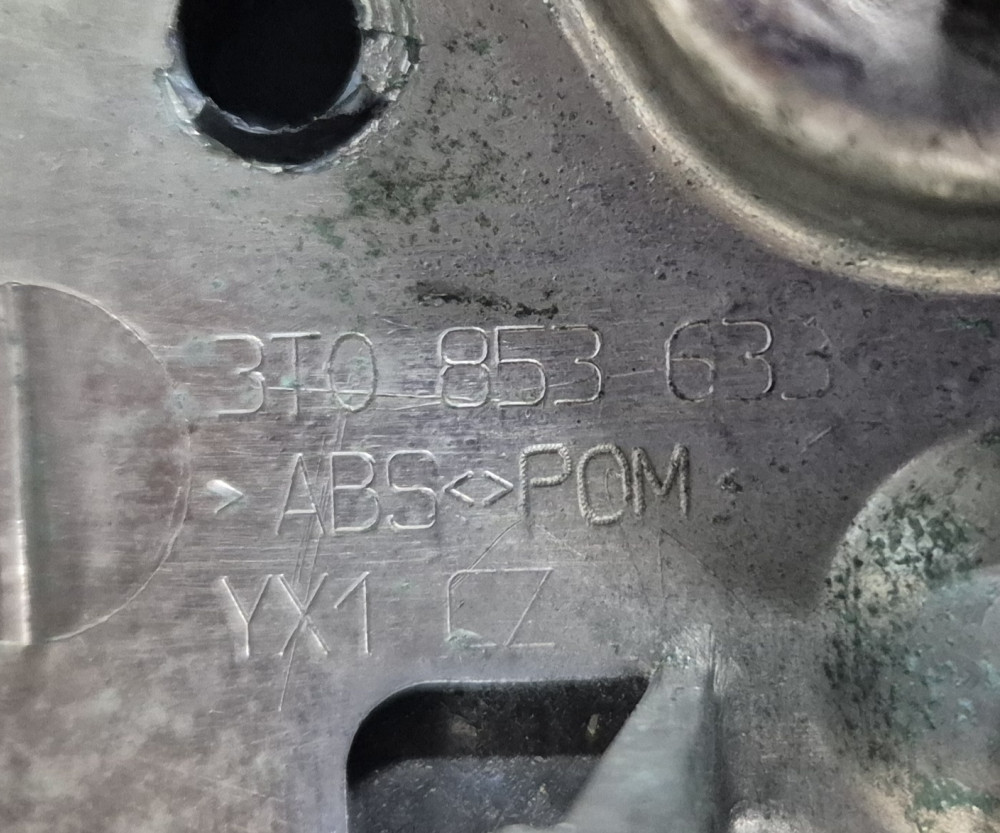 3T0 853 633
> ABS<>POM <
YX1 CZ